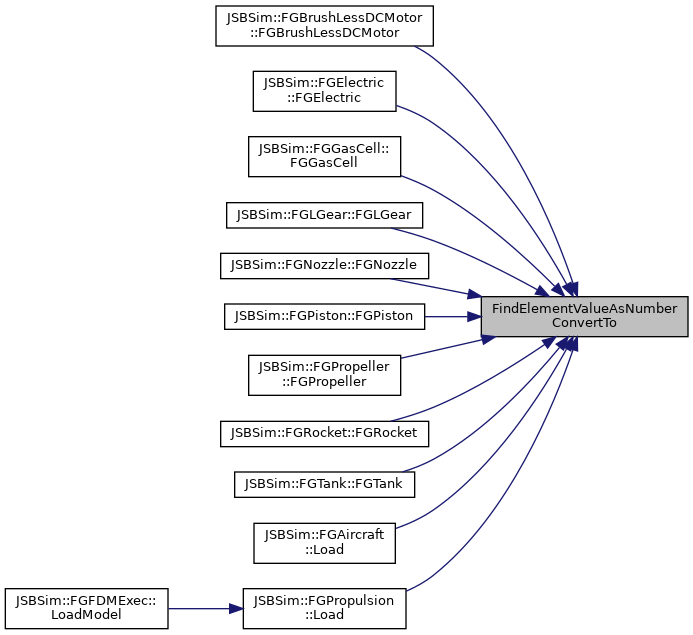 JSBSim::FGBrushLessDCMotor
::FGBrushLessDCMotor
JSBSim::FGElectric
::FGElectric
JSBSim::FGGasCell::
FGGasCell
JSBSim::FGLGear::FGLGear
JSBSim::FGNozzle::FGNozzle
FindElementValueAsNumber
ConvertTo
JSBSim::FGPiston::FGPiston
JSBSim::FGPropeller
::FGPropeller
JSBSim::FGRocket::FGRocket
JSBSim::FGTank::FGTank
JSBSim::FGAircraft
::Load
JSBSim::FGFDMExec::
LoadModel
JSBSim::FGPropulsion
::Load